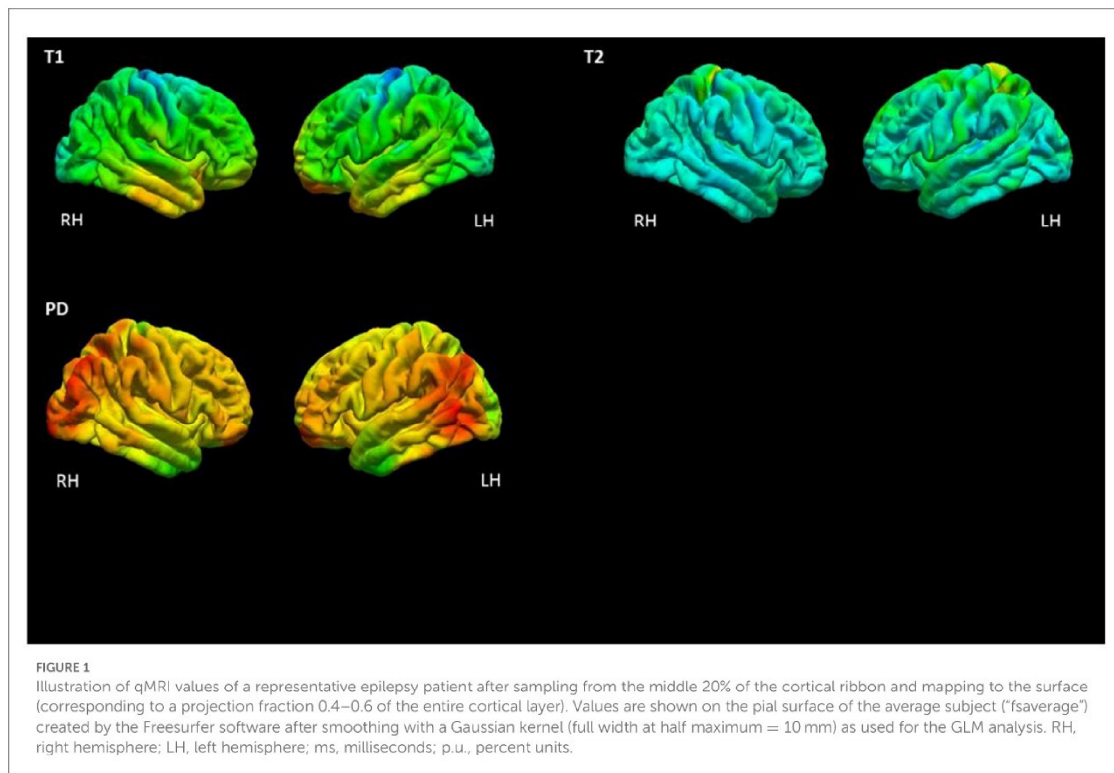 T1
T2
RH
LH
RH
LH
PD
RH
LH
FIGURE 1
Illustration of qMRI values of a representative epilepsy patient after sampling from the middle 20% of the cortical ribbon and mapping to the surface
(corresponding to a projection fraction 0.4–0.6 of the entire cortical layer). Values are shown on the pial surface of the average subject (“fsaverage”)
created by the Freesurfer software after smoothing with a Gaussian kernel (full width at half maximum = 10 mm) as used for the GLM analysis. RH,
right hemisphere; LH, left hemisphere; ms, milliseconds; p.u., percent units.